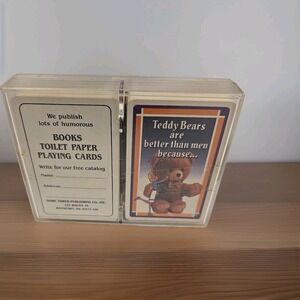 We publish
lots of humorous
BOOKS
TOILET PAPER
PLAYING CARDS
Write for our free catalog
Name
Address
Teddy Bears
are
better than men
because...